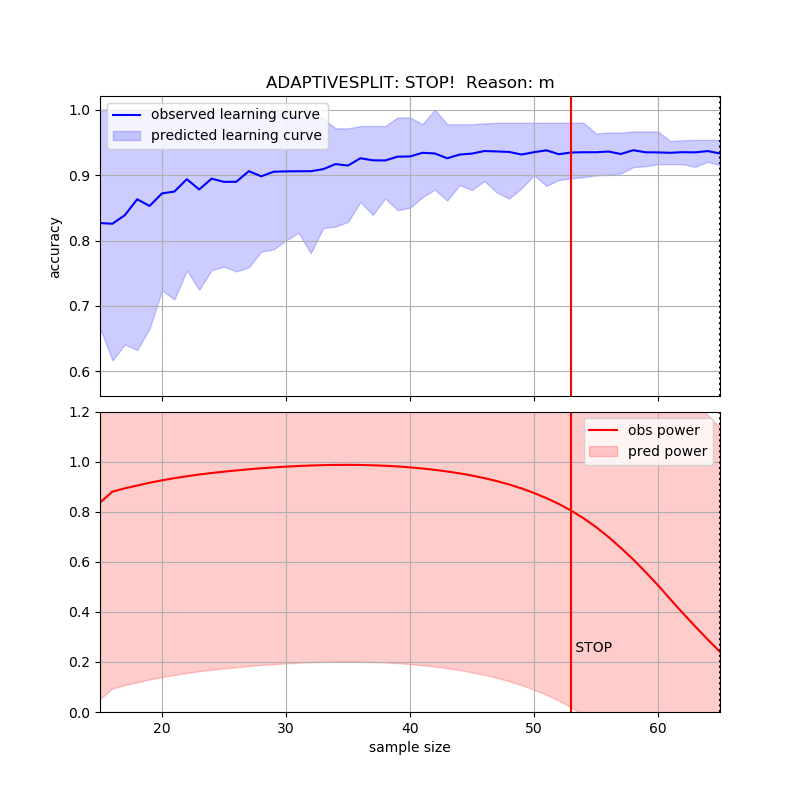 ADAPTIVESPLIT: STOP!  Reason: m
1.0
0.9
0.8
0.7
0.6
accuracy
observed learning curve
predicted learning curve
1.2
1.0
0.8
0.6
0.4
0.2
0.0
obs power
pred power
STOP
20 30 40 50 60
sample size